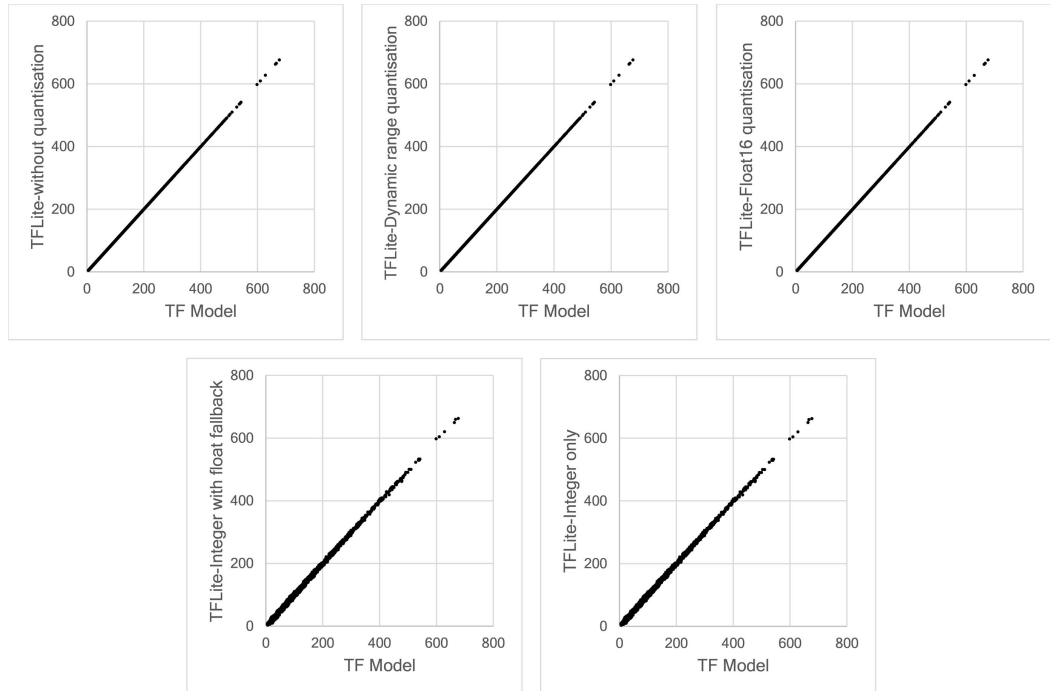 TFLite-without quantisation
800
600
400
200
0
0 200 400 600 800
TF Model
TFLite-Dynamic range quantisation
800
600
400
200
0
0 200 400 600 800
TF Model
TFLite-Float16 quantisation
800
600
400
200
0
0 200 400 600 800
TF Model
TFLite-Integer with float fallback
800
600
400
200
0
0 200 400 600 800
TF Model
TFLite-Integer only
800
600
400
200
0
0 200 400 600 800
TF Model